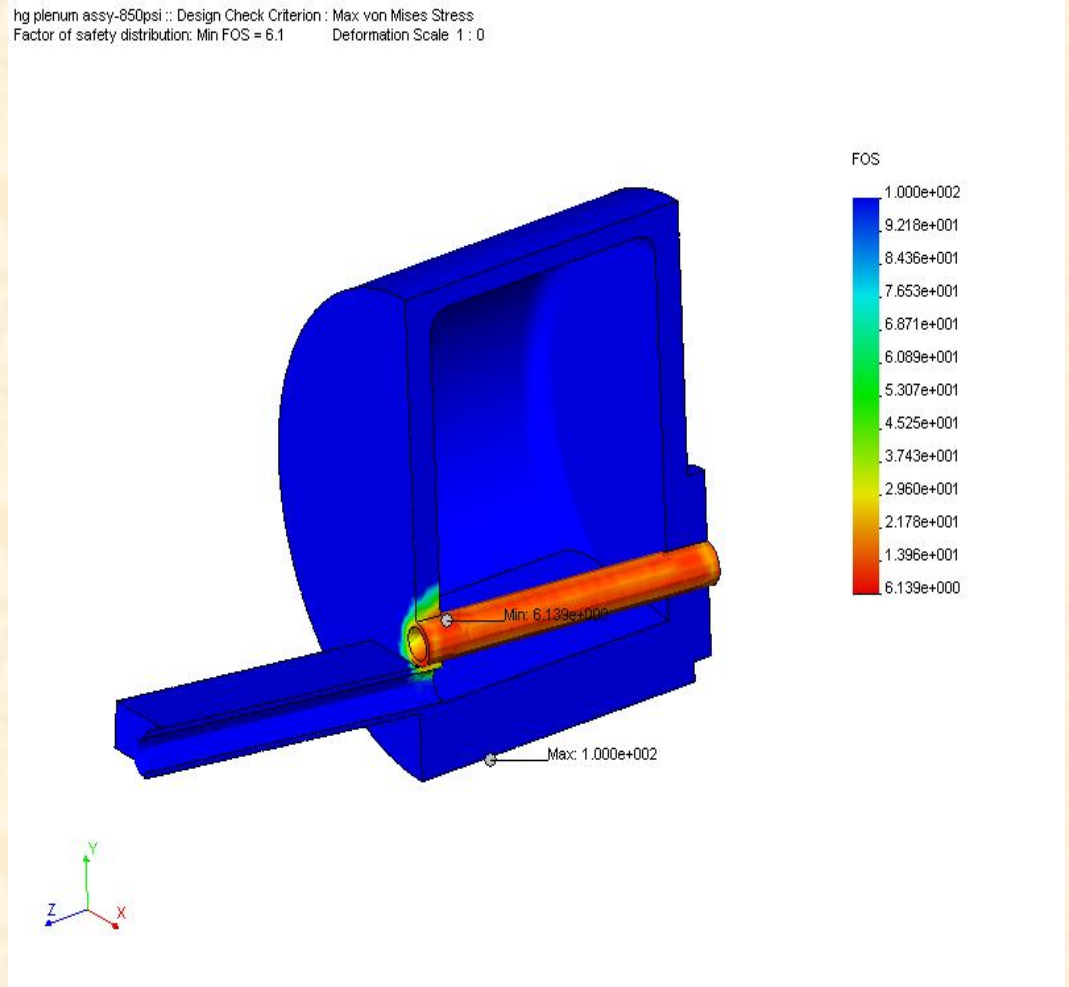 hg plenum assy-850psi :: Design Check Criterion : Max von Mises Stress
Factor of safety distribution: Min FOS = 6.1 Deformation Scale 1 : 0
FOS
1.000e+002
9.218e+001
8.436e+001
7.653e+001
6.871e+001
6.089e+001
5.307e+001
4.525e+001
3.743e+001
2.960e+001
2.178e+001
1.396e+001
6.139e+000
Min: 6.139e+000
Max: 1.000e+002
Y
Z
X